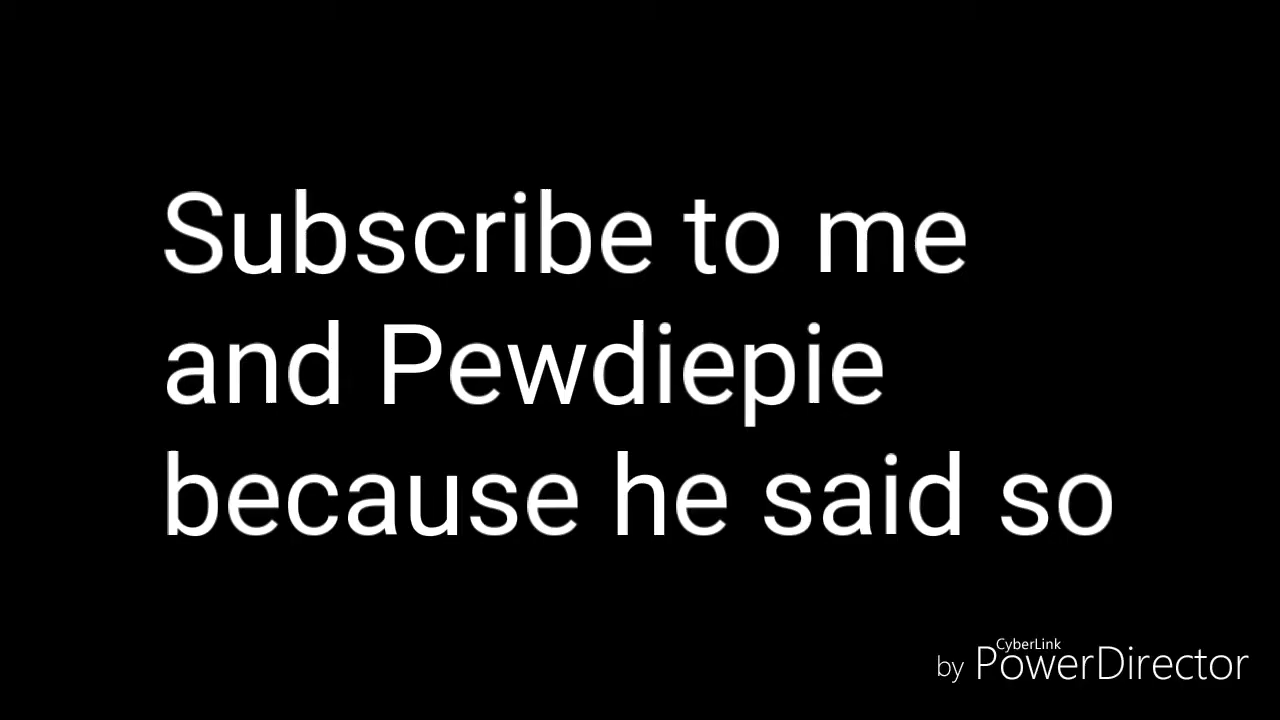 Subscribe to me
and Pewdiepie
because he said so
by CyberLink PowerDirector